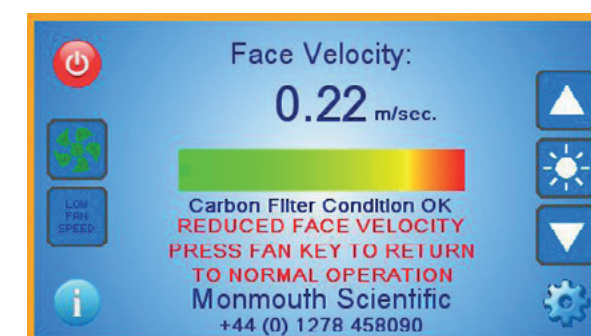 Face Velocity:
0.22 m/sec.
Carbon Filter Condition OK
LOW
FAN
SPEED
REDUCED FACE VELOCITY
PRESS FAN KEY TO RETURN
TO NORMAL OPERATION
i
Monmouth Scientific
+44 (0) 1278 458090